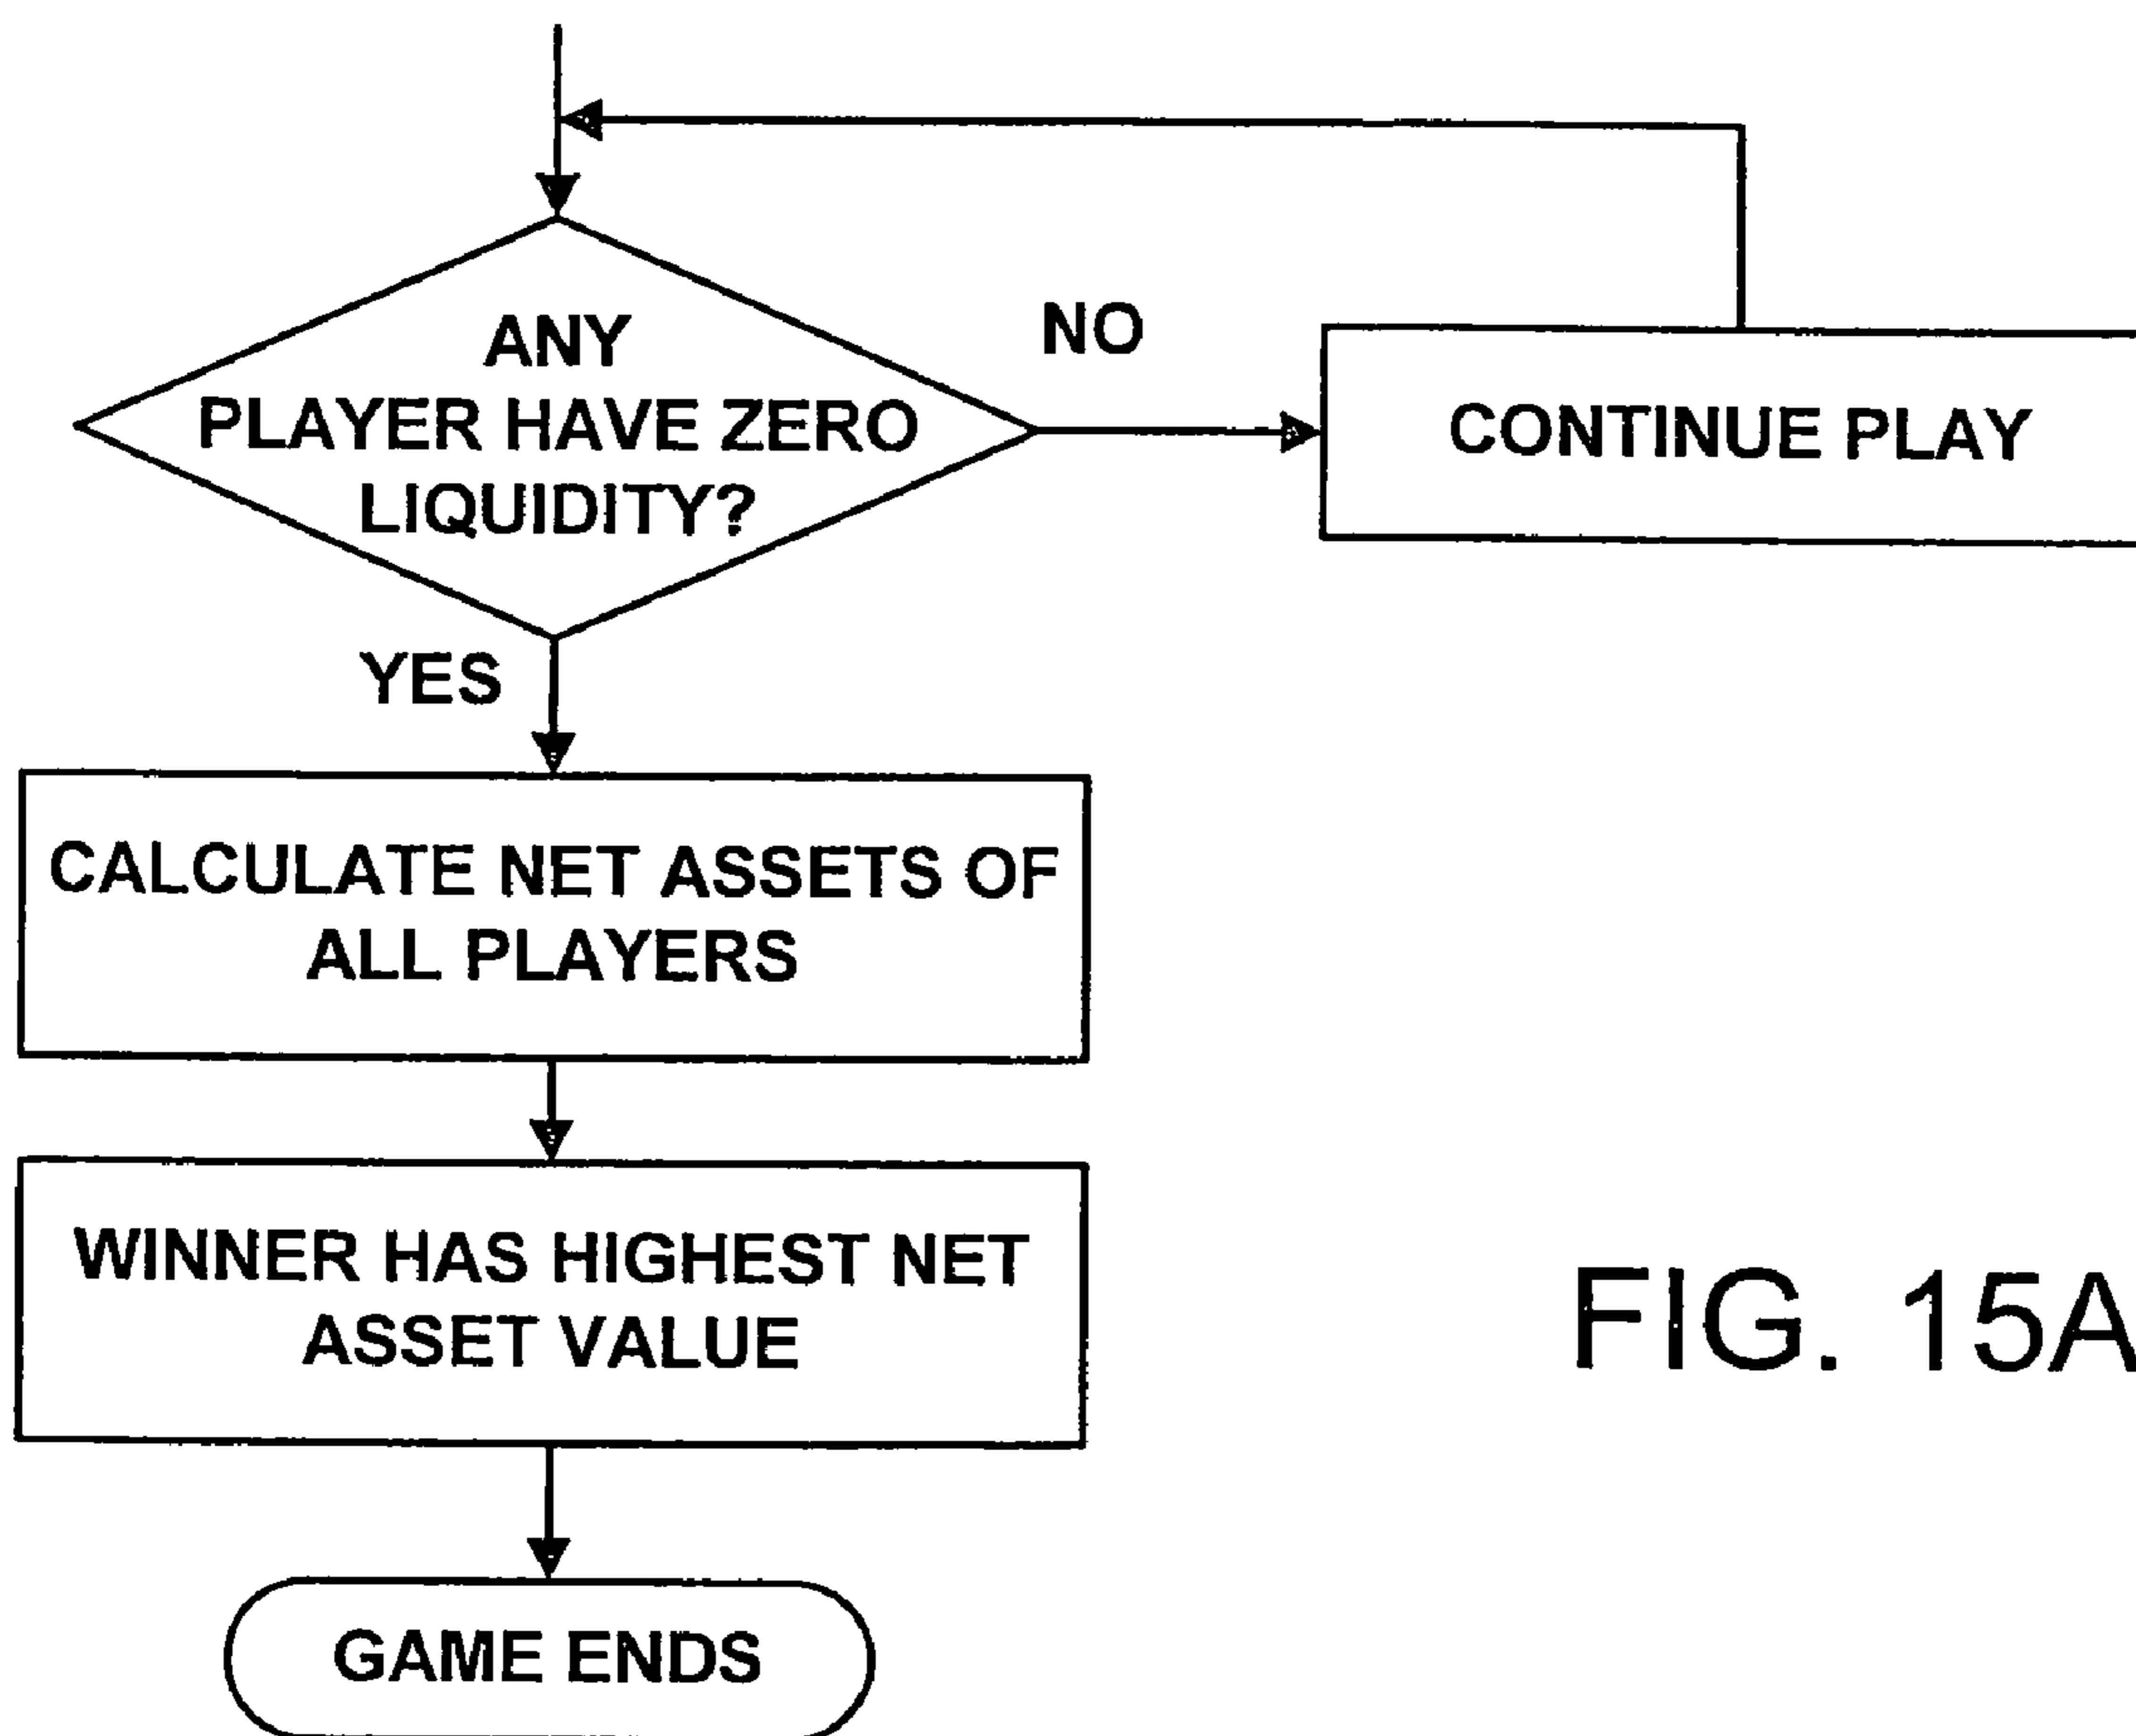 ANY
PLAYER HAVE ZERO
LIQUIDITY?
NO
CONTINUE PLAY
YES
CALCULATE NET ASSETS OF
ALL PLAYERS
WINNER HAS HIGHEST NET
ASSET VALUE
GAME ENDS
FIG. 15A